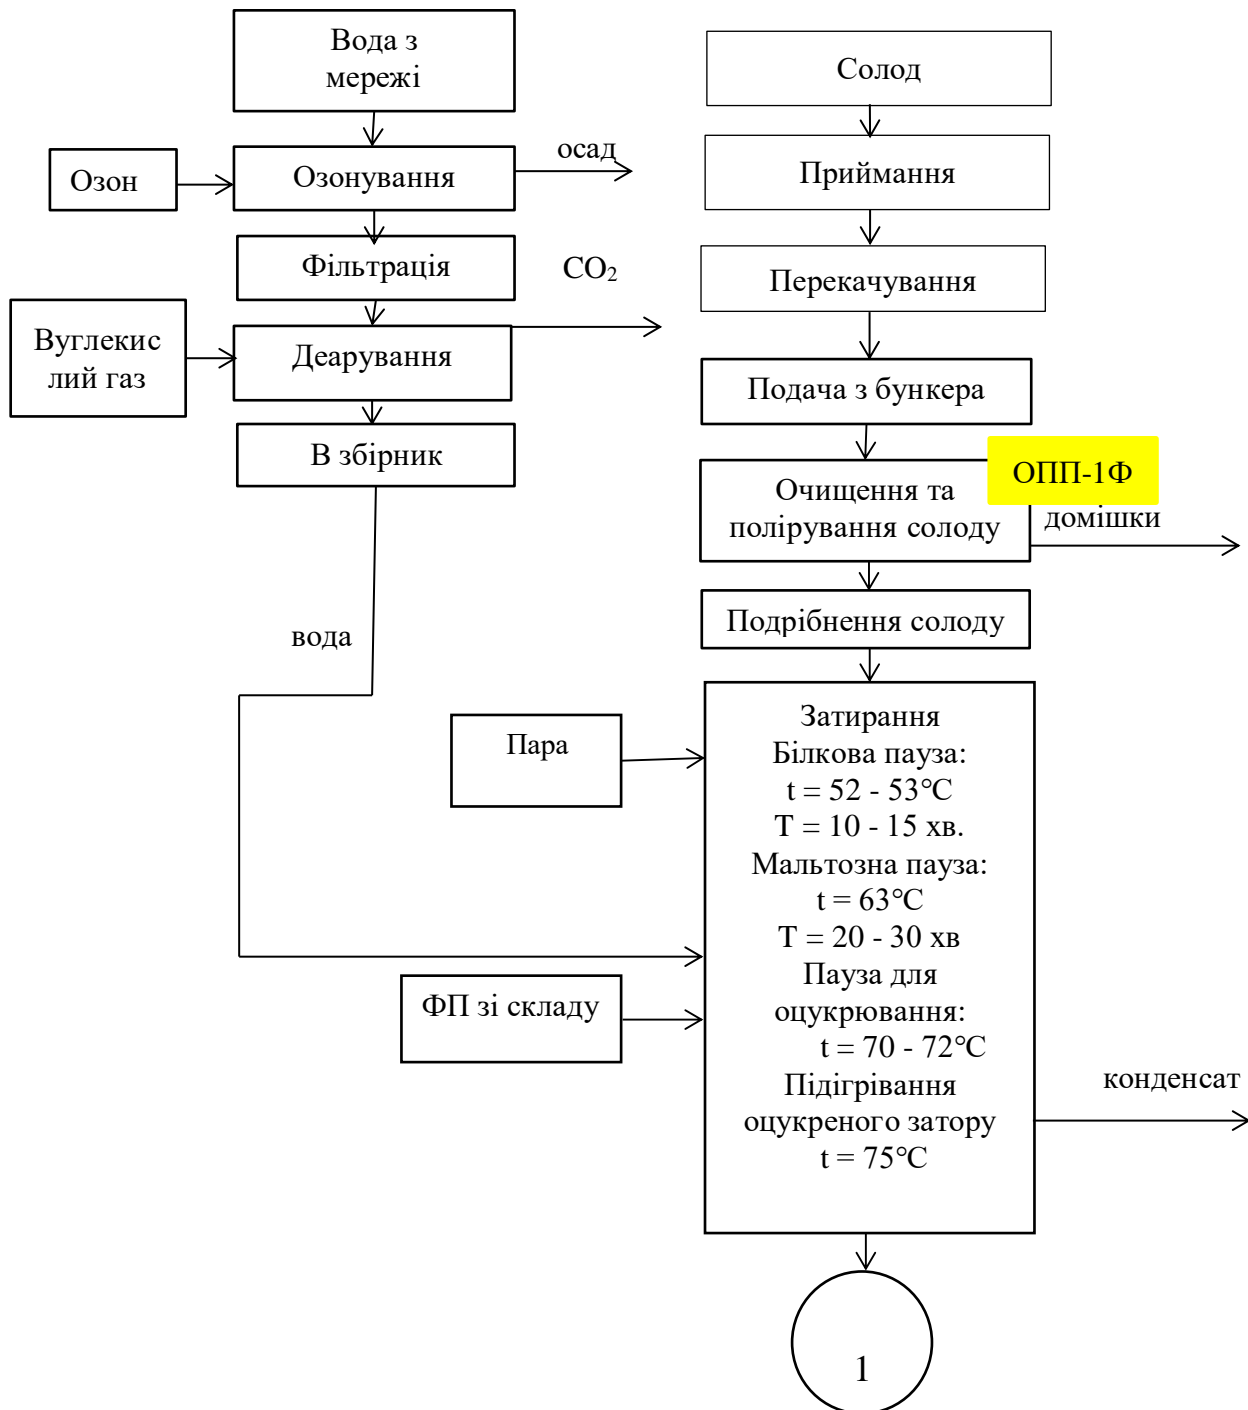 Вода з
мережі
Солод
осад
Озон
Озонування
Приймання
Фільтрація
CO₂
Перекачування
Вуглекис
лий газ
Деарування
Подача з бункера
В збірник
ОПП-1Ф
Очищення та
полірування солоду
домішки
Подрібнення солоду
вода
Пара
Затирання
Білкова пауза:
t = 52 - 53°C
T = 10 - 15 хв.
Мальтозна пауза:
t = 63°C
T = 20 - 30 хв
Пауза для
оцукрювання:
t = 70 - 72°C
Підігрівання
оцукреного затору
t = 75°C
ФП зі складу
конденсат
1